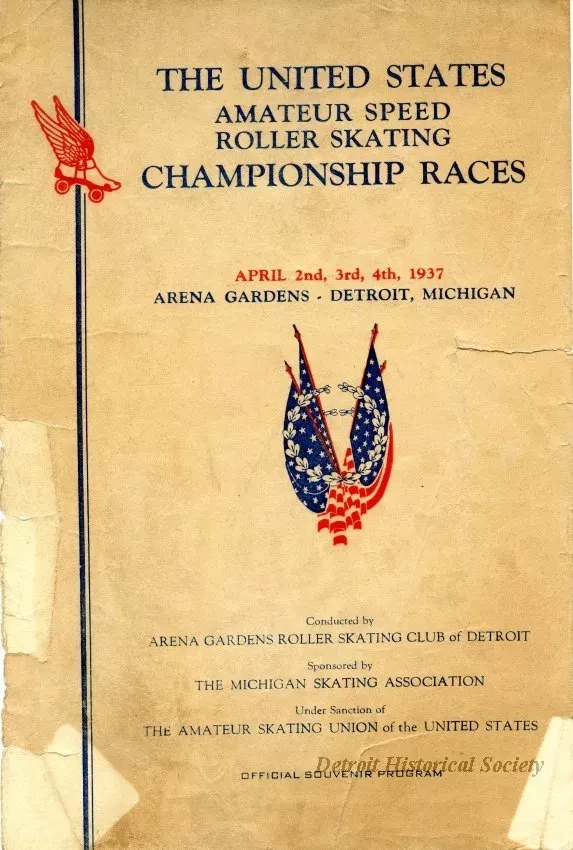 THE UNITED STATES
AMATEUR SPEED
ROLLER SKATING
CHAMPIONSHIP RACES
APRIL 2nd, 3rd, 4th, 1937
ARENA GARDENS - DETROIT, MICHIGAN
Conducted by
ARENA GARDENS ROLLER SKATING CLUB of DETROIT
Sponsored by
THE MICHIGAN SKATING ASSOCIATION
Under Sanction of
THE AMATEUR SKATING UNION of the UNITED STATES
Detroit Historical Society
OFFICIAL SOUVENIR PROGRAM